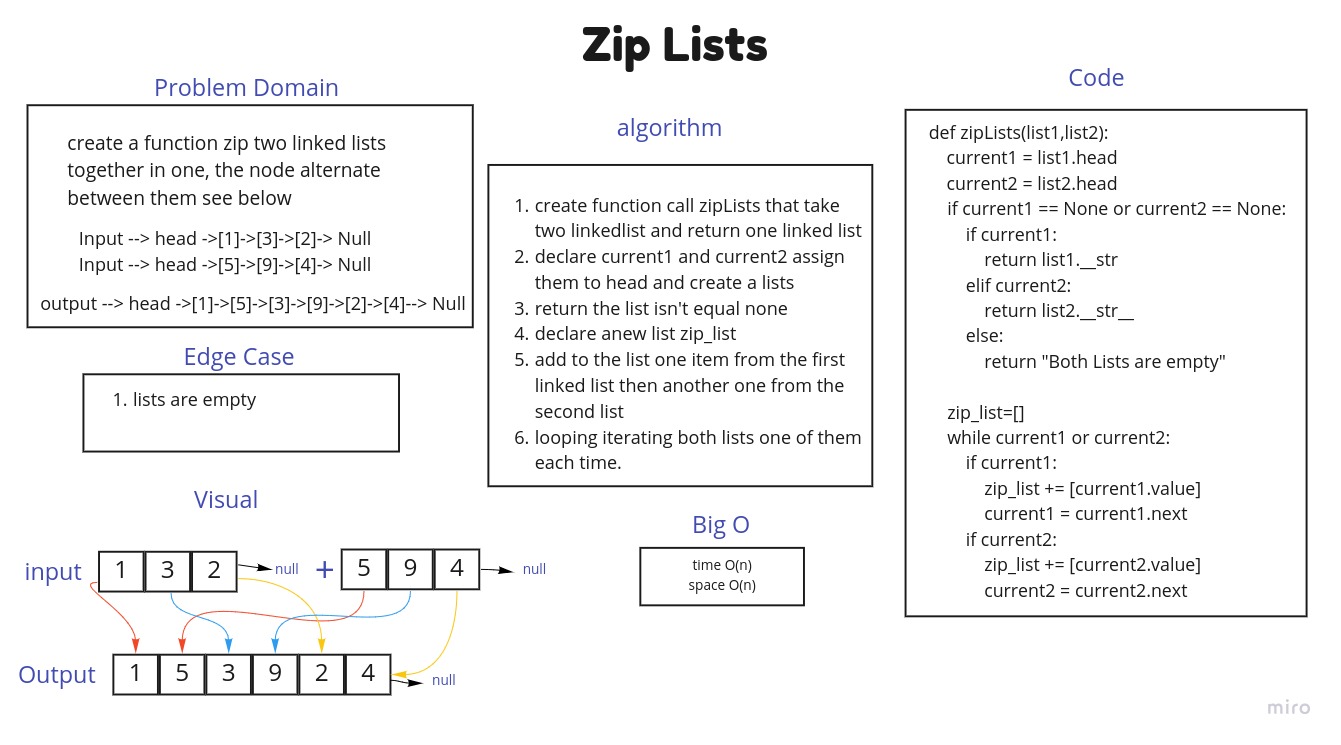 Zip Lists
Problem Domain
create a function zip two linked lists
together in one, the node alternate
between them see below
Input --> head ->[1]->[3]->[2]-> Null
Input --> head ->[5]->[9]->[4]-> Null
output --> head ->[1]->[5]->[3]->[9]->[2]->[4]--> Null
Edge Case
1. lists are empty
Visual
input
1 3 2
null
+
5 9 4
null
Output
1 5 3 9 2 4
null
algorithm
1. create function call zipLists that take
two linkedlist and return one linked list
2. declare current1 and current2 assign
them to head and create a lists
3. return the list isn't equal none
4. declare anew list zip_list
5. add to the list one item from the first
linked list then another one from the
second list
6. looping iterating both lists one of them
each time.
Big O
time O(n)
space O(n)
Code
def zipLists(list1,list2):
current1 = list1.head
current2 = list2.head
if current1 == None or current2 == None:
if current1:
return list1.__str
elif current2:
return list2.__str__
else:
return "Both Lists are empty"
zip_list=[]
while current1 or current2:
if current1:
zip_list += [current1.value]
current1 = current1.next
if current2:
zip_list += [current2.value]
current2 = current2.next
miro